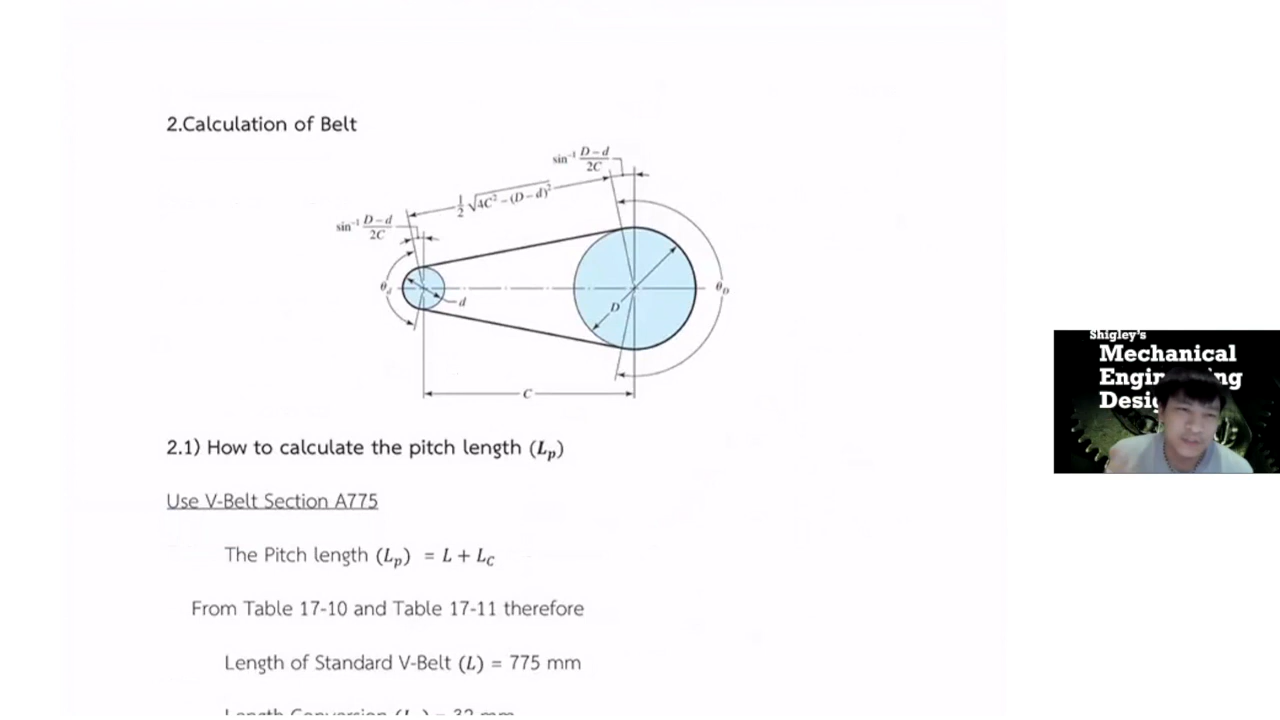 2.Calculation of Belt
sin⁻¹ D–d/2C
½ √4C² – (D–d)²
sin⁻¹ D–d/2C
θd
d
D
θD
C
2.1) How to calculate the pitch length (Lp)
Use V-Belt Section A775
The Pitch length (Lp) = L + Lc
From Table 17-10 and Table 17-11 therefore
Length of Standard V-Belt (L) = 775 mm
Shigley's
Mechanical
Desi